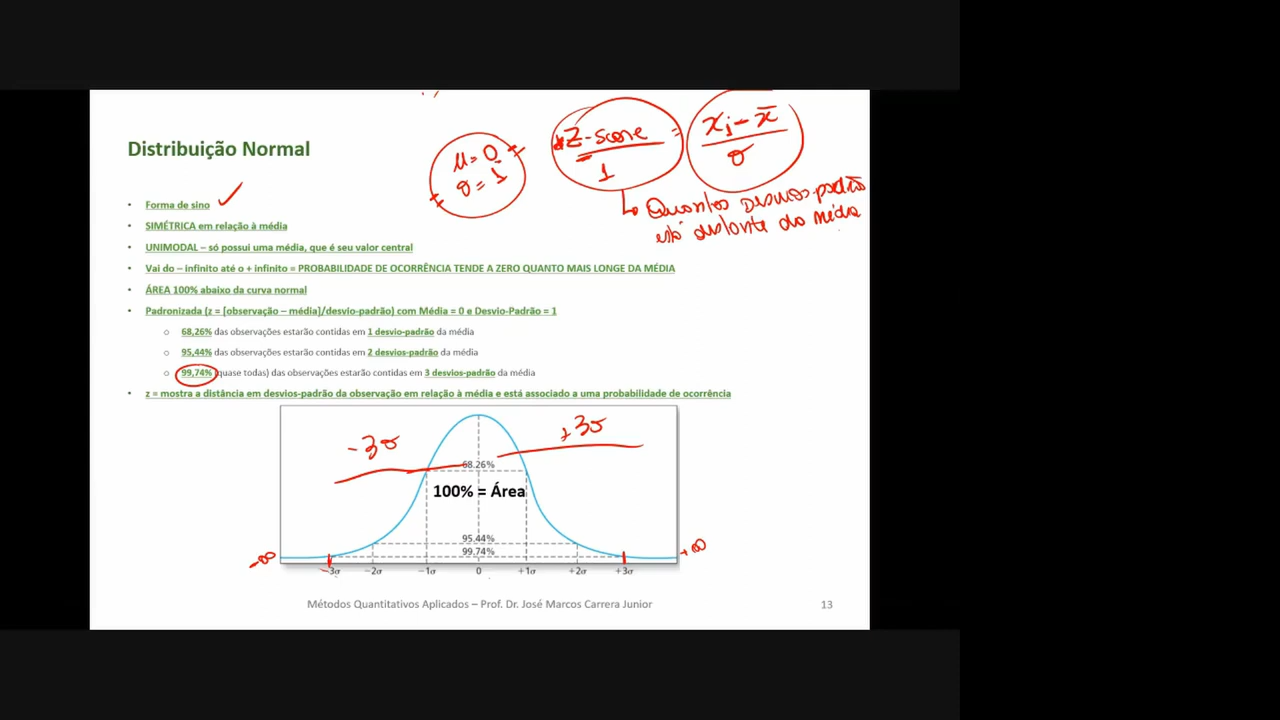 μ = 0
σ = 1
Z-score = xj - x̄
1 σ
Distribuição Normal
Quantos desvios-padrão
está distante da média
• Forma de sino
• SIMÉTRICA em relação à média
• UNIMODAL – só possui uma média, que é seu valor central
• Vai do – infinito até o + infinito = PROBABILIDADE DE OCORRÊNCIA TENDE A ZERO QUANTO MAIS LONGE DA MÉDIA
• ÁREA 100% abaixo da curva normal
• Padronizada (z = [observação – média]/desvio-padrão) com Média = 0 e Desvio-Padrão = 1
o 68,26% das observações estarão contidas em 1 desvio-padrão da média
o 95,44% das observações estarão contidas em 2 desvios-padrão da média
o 99,74% (quase todas) das observações estarão contidas em 3 desvios-padrão da média
• z = mostra a distância em desvios-padrão da observação em relação à média e está associado a uma probabilidade de ocorrência
-3σ +3σ
68.26%
100% = Área
95.44%
99.74%
-∞ +∞
−3σ −2σ −1σ 0 +1σ +2σ +3σ
Métodos Quantitativos Aplicados – Prof. Dr. José Marcos Carrera Junior 13